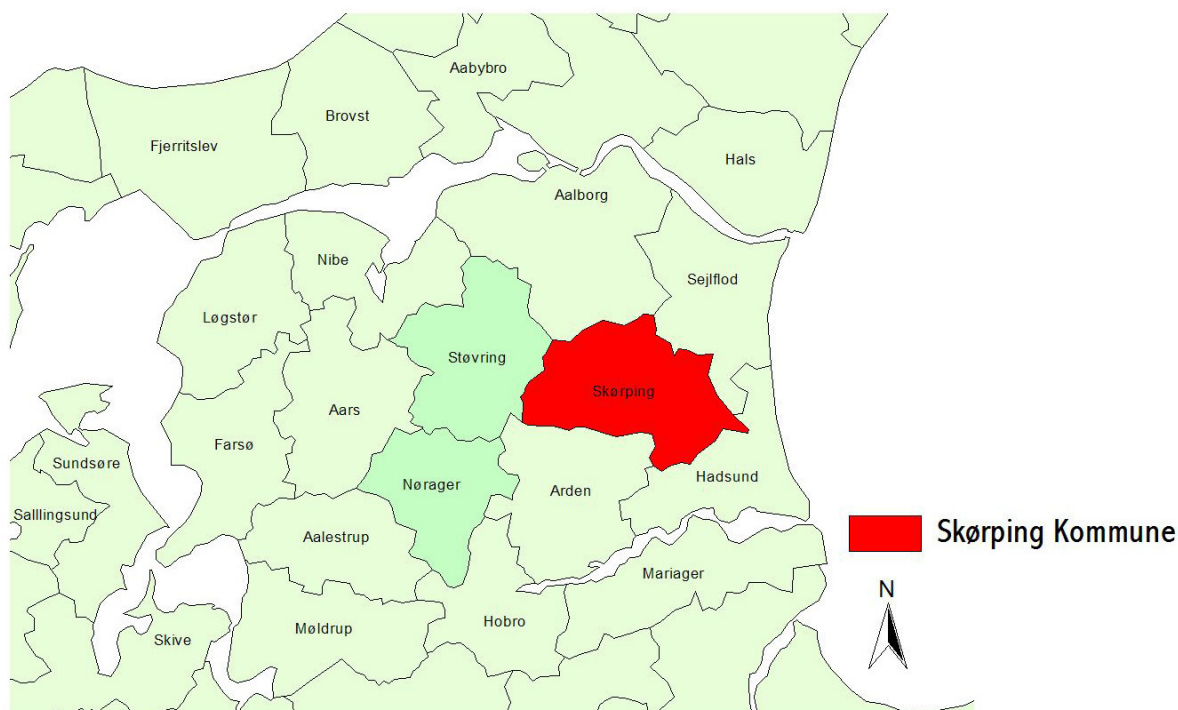 Aabybro
Brovst
Fjerritslev
Hals
Aalborg
Nibe
Sejlflod
Løgstør
Støvring
Skørping
Aars
Farsø
Sundsøre
Nørager
Arden
Hadsund
Salllingsund
Aalestrup
Skørping Kommune
Mariager
N
Hobro
Møldrup
Skive